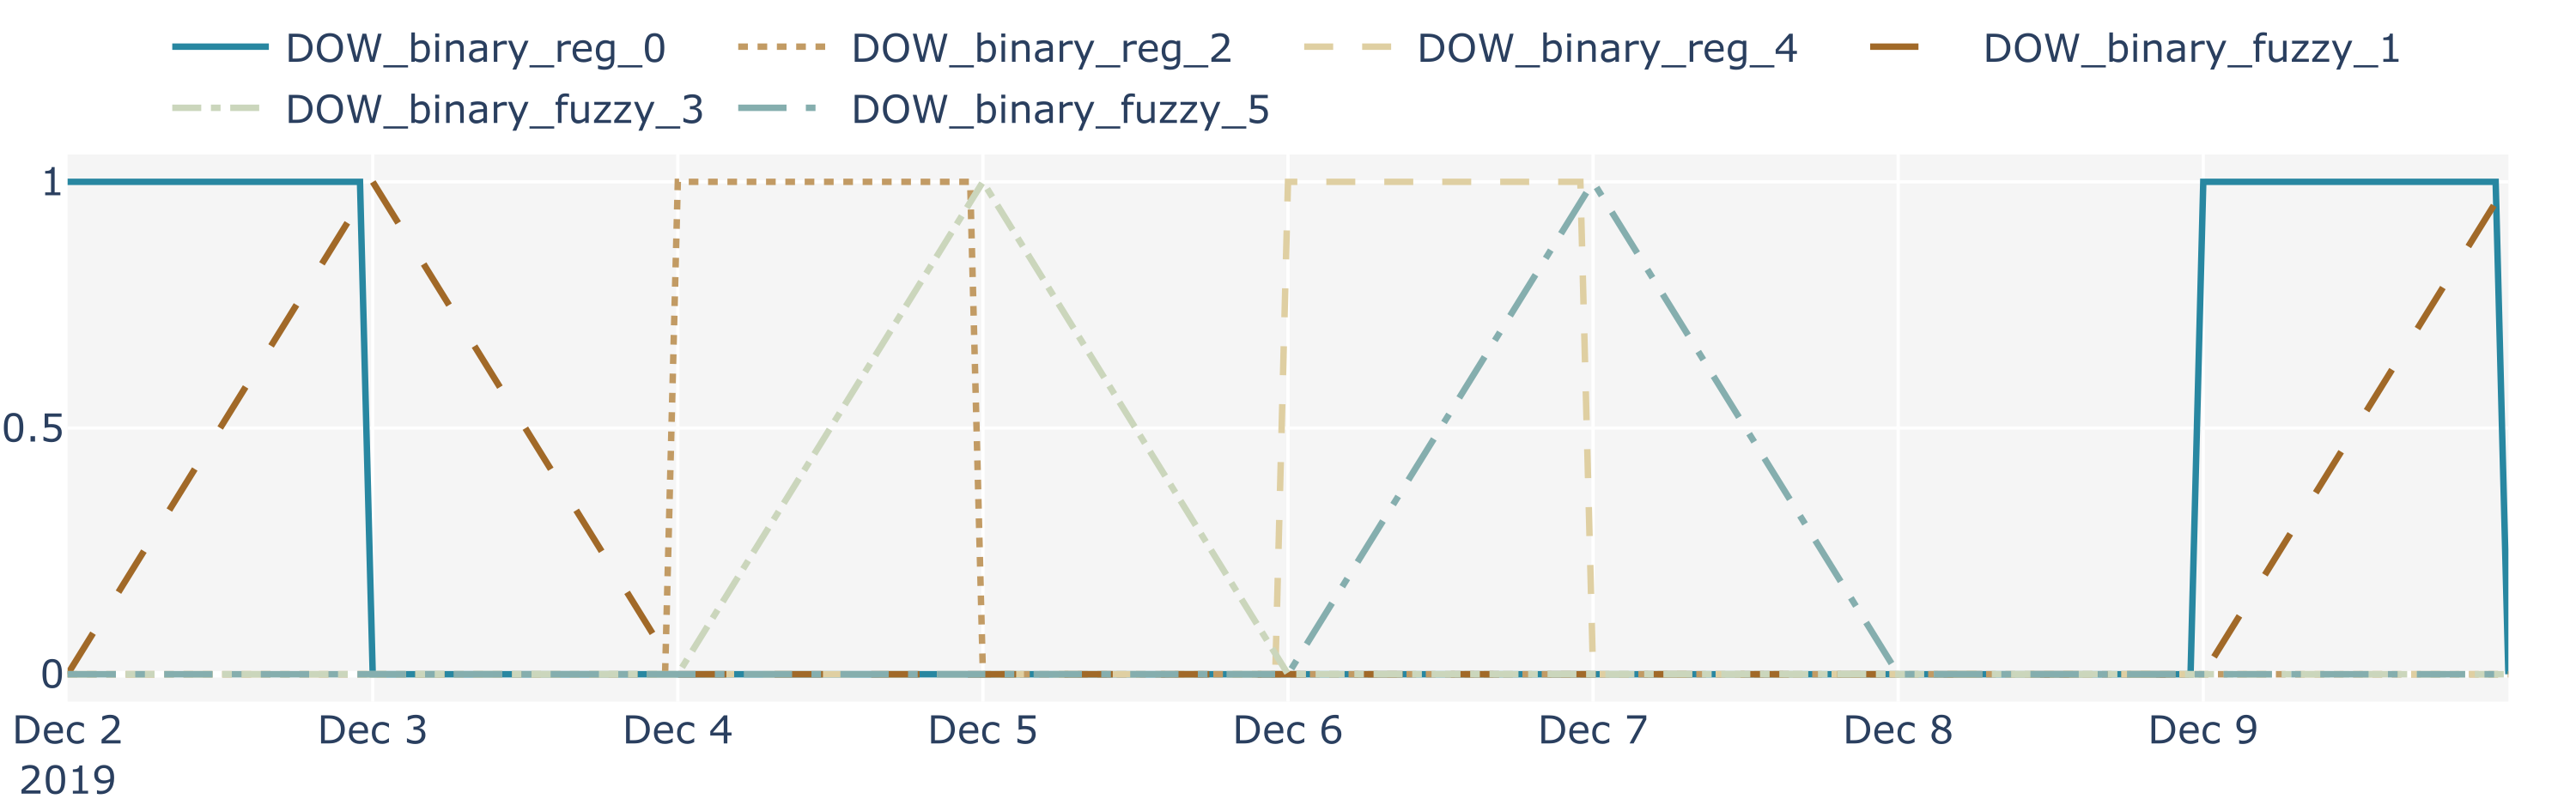 DOW_binary_reg_0 DOW_binary_reg_2 DOW_binary_reg_4 DOW_binary_fuzzy_1
DOW_binary_fuzzy_3 DOW_binary_fuzzy_5
1
0.5
0
Dec 2 Dec 3 Dec 4 Dec 5 Dec 6 Dec 7 Dec 8 Dec 9
2019